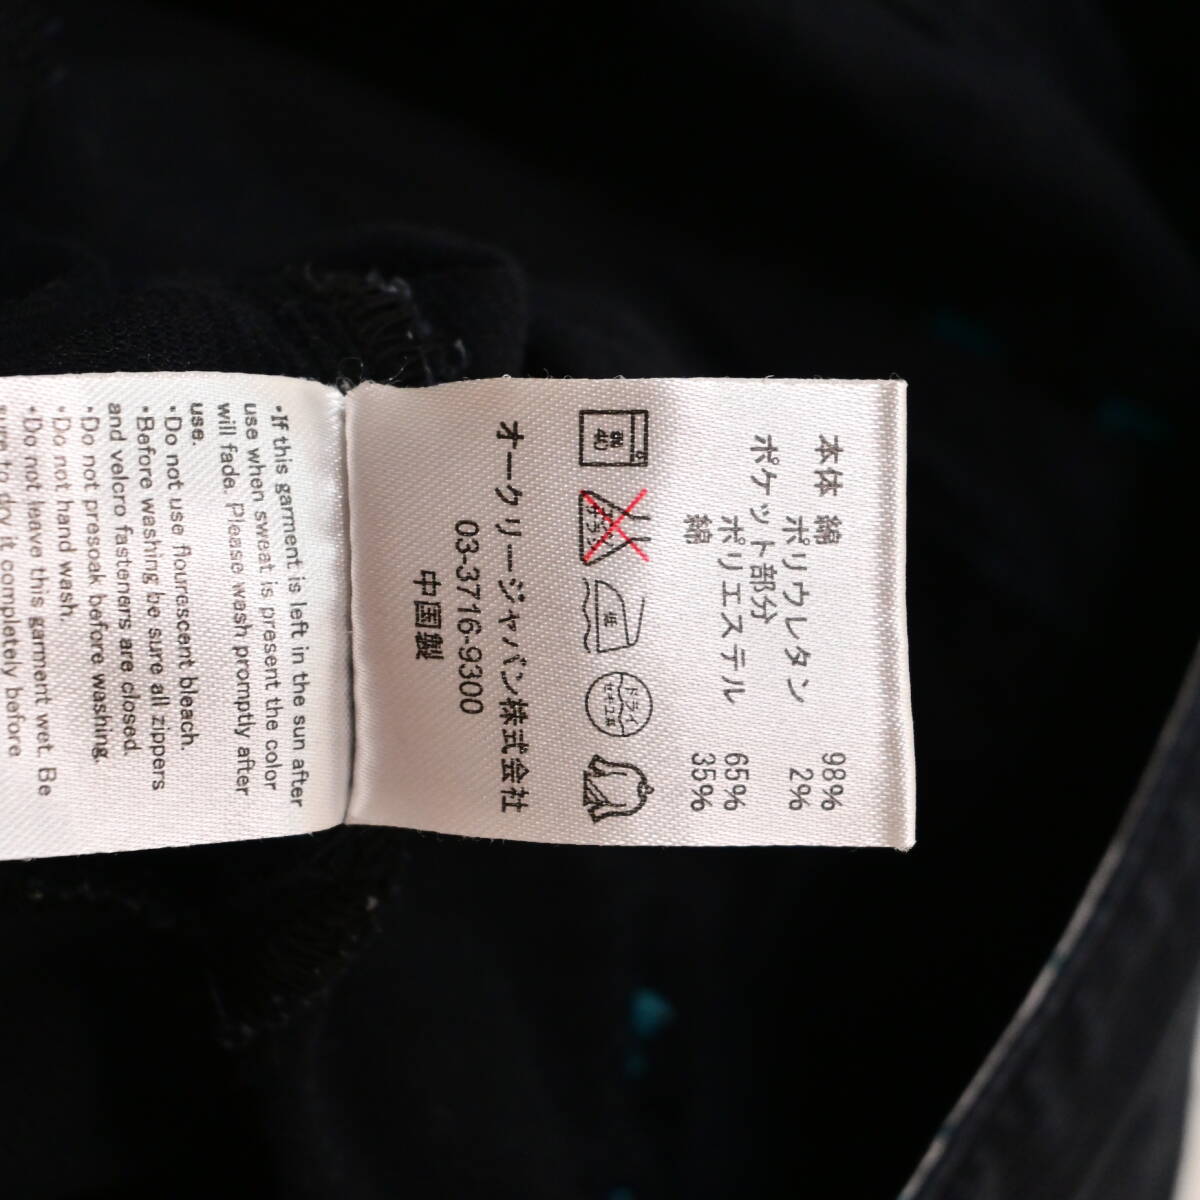 本体 綿 98%
ポリウレタン 2%
ポケット部分
ポリエステル 65%
綿 35%
40
低
ドライ
オークリージャパン株式会社
03-3716-9300
中国製
•If this garment is left in the sun after
use when sweat is present the color
will fade. Please wash promptly after
use.
•Do not use flourescent bleach.
•Before washing be sure all zippers
and velcro fasteners are closed.
•Do not presoak before washing.
•Do not hand wash.
•Do not leave this garment wet. Be
sure to dry it completely before